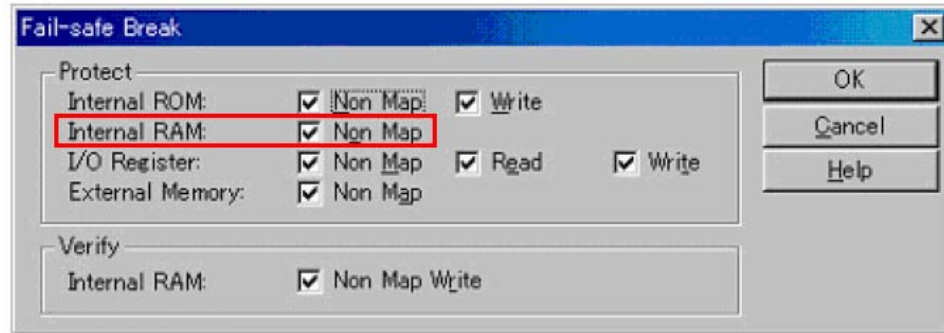 Fail-safe Break
Protect
Internal ROM: Non Map Write
Internal RAM: Non Map
I/O Register: Non Map Read Write
External Memory: Non Map
Verify
Internal RAM: Non Map Write
OK
Cancel
Help